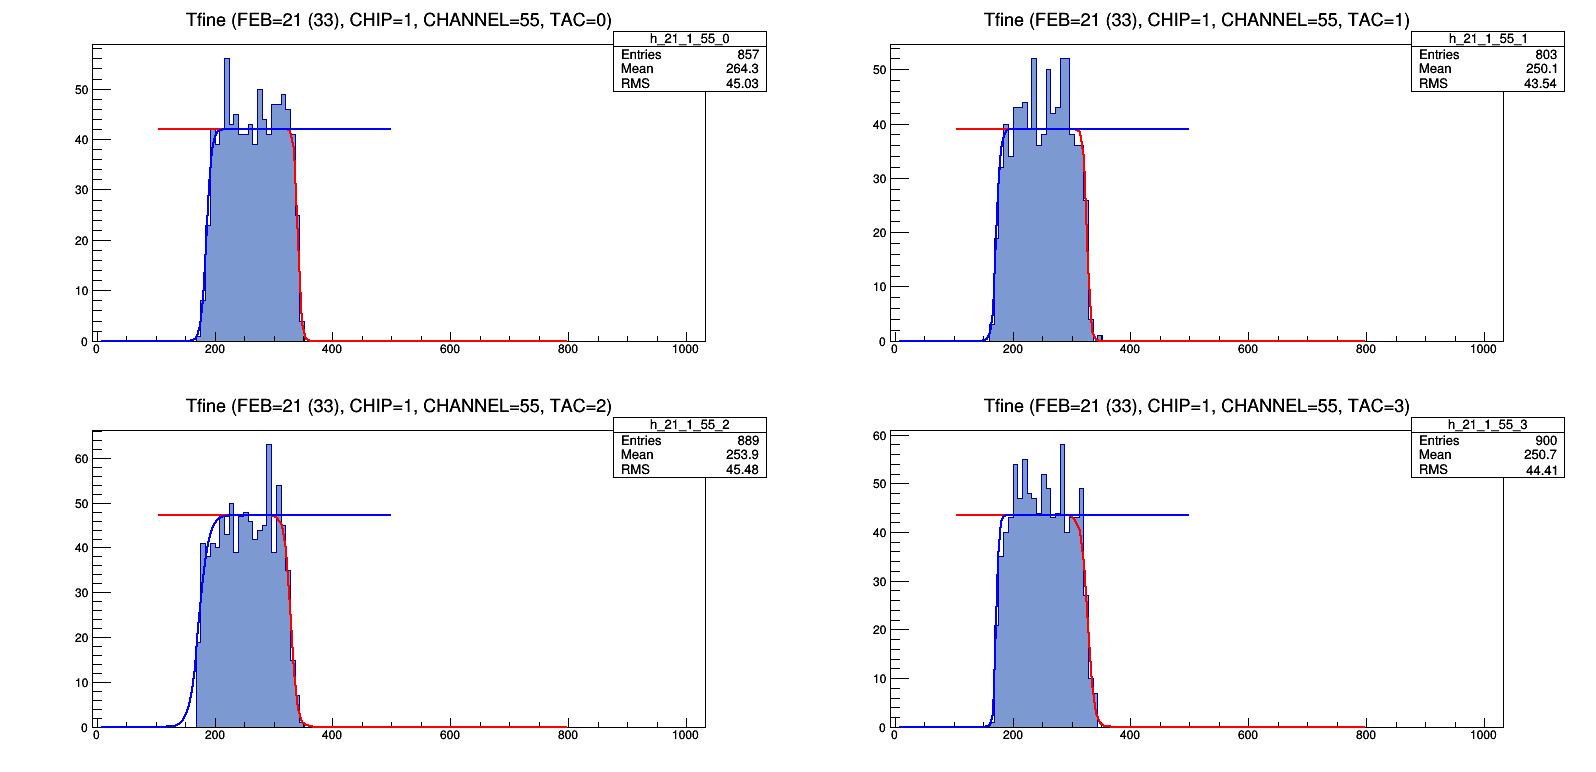 Tfine (FEB=21 (33), CHIP=1, CHANNEL=55, TAC=0)
h_21_1_55_0
Entries 857
Mean 264.3
RMS 45.03
50
40
30
20
10
0
0 200 400 600 800 1000
Tfine (FEB=21 (33), CHIP=1, CHANNEL=55, TAC=1)
h_21_1_55_1
Entries 803
Mean 250.1
RMS 43.54
50
40
30
20
10
0
0 200 400 600 800 1000
Tfine (FEB=21 (33), CHIP=1, CHANNEL=55, TAC=2)
h_21_1_55_2
Entries 889
Mean 253.9
RMS 45.48
60
50
40
30
20
10
0
0 200 400 600 800 1000
Tfine (FEB=21 (33), CHIP=1, CHANNEL=55, TAC=3)
h_21_1_55_3
Entries 900
Mean 250.7
RMS 44.41
60
50
40
30
20
10
0
0 200 400 600 800 1000